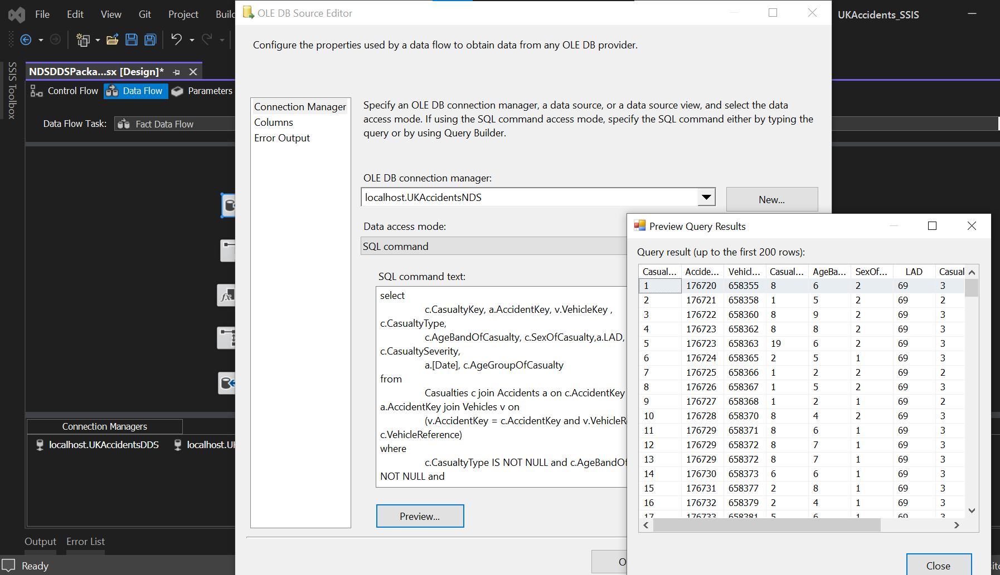 File Edit View Git Project
UKAccidents_SSIS
OLE DB Source Editor
Configure the properties used by a data flow to obtain data from any OLE DB provider.
SSIS Toolbox
NDSDDSPacka...sx [Design]*
Control Flow Data Flow Parameters
Data Flow Task: Fact Data Flow
Connection Manager
Columns
Error Output
Specify an OLE DB connection manager, a data source, or a data source view, and select the data
access mode. If using the SQL command access mode, specify the SQL command either by typing the
query or by using Query Builder.
OLE DB connection manager:
localhost.UKAccidentsNDS
New...
Data access mode:
SQL command
SQL command text:
select
c.CasualtyKey, a.AccidentKey, v.VehicleKey ,
c.CasualtyType,
c.AgeBandOfCasualty, c.SexOfCasualty,a.LAD,
c.CasualtySeverity,
a.[Date], c.AgeGroupOfCasualty
from
Casualties c join Accidents a on c.AccidentKey
a.AccidentKey join Vehicles v on
(v.AccidentKey = c.AccidentKey and v.VehicleR
c.VehicleReference)
where
c.CasualtyType IS NOT NULL and c.AgeBandOf
NOT NULL and
Preview...
Preview Query Results
Query result (up to the first 200 rows):
Casual... Accide... Vehicl... Casual... AgeBa... SexOf... LAD Casual
1 176720 658355 8 6 2 69 3
2 176721 658358 1 5 2 69 2
3 176722 658360 8 9 2 69 3
4 176723 658362 8 8 2 69 3
5 176723 658363 19 6 2 69 3
6 176724 658365 2 5 1 69 3
7 176725 658366 1 2 2 69 2
8 176726 658367 1 5 2 69 3
9 176727 658368 1 2 1 69 2
10 176728 658370 8 4 2 69 3
11 176729 658371 8 6 1 69 3
12 176729 658372 8 7 1 69 3
13 176729 658372 8 7 1 69 3
14 176730 658373 6 6 1 69 3
15 176731 658377 2 8 1 69 3
16 176732 658379 2 4 1 69 3
17 176733 658381 5 6 1 69 3
Close
Connection Managers
localhost.UKAccidentsDDS
Output Error List
Ready